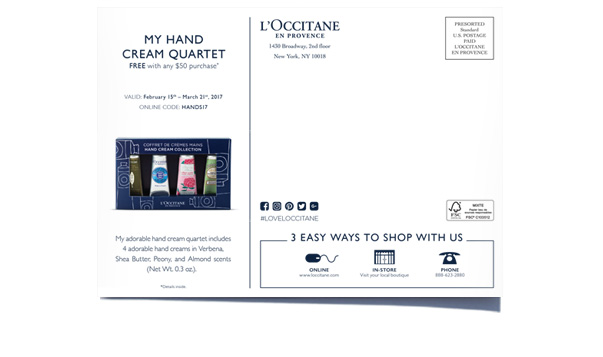 MY HAND
CREAM QUARTET
FREE with any $50 purchase*
VALID: February 15th – March 21st, 2017
ONLINE CODE: HANDS17
COFFRET DE CRÈMES MAINS
HAND CREAM COLLECTION
L'OCCITANE
My adorable hand cream quartet includes
4 adorable hand creams in Verbena,
Shea Butter, Peony, and Almond scents
(Net Wt. 0.3 oz.).
*Details inside.
L'OCCITANE
EN PROVENCE
1430 Broadway, 2nd floor
New York, NY 10018
PRESORTED
Standard
U.S. POSTAGE
PAID
L'OCCITANE
EN PROVENCE
#LOVELOCCITANE
FSC
MIXTE
3 EASY WAYS TO SHOP WITH US
ONLINE
www.loccitane.com
IN-STORE
Visit your local boutique
PHONE
888-623-2880